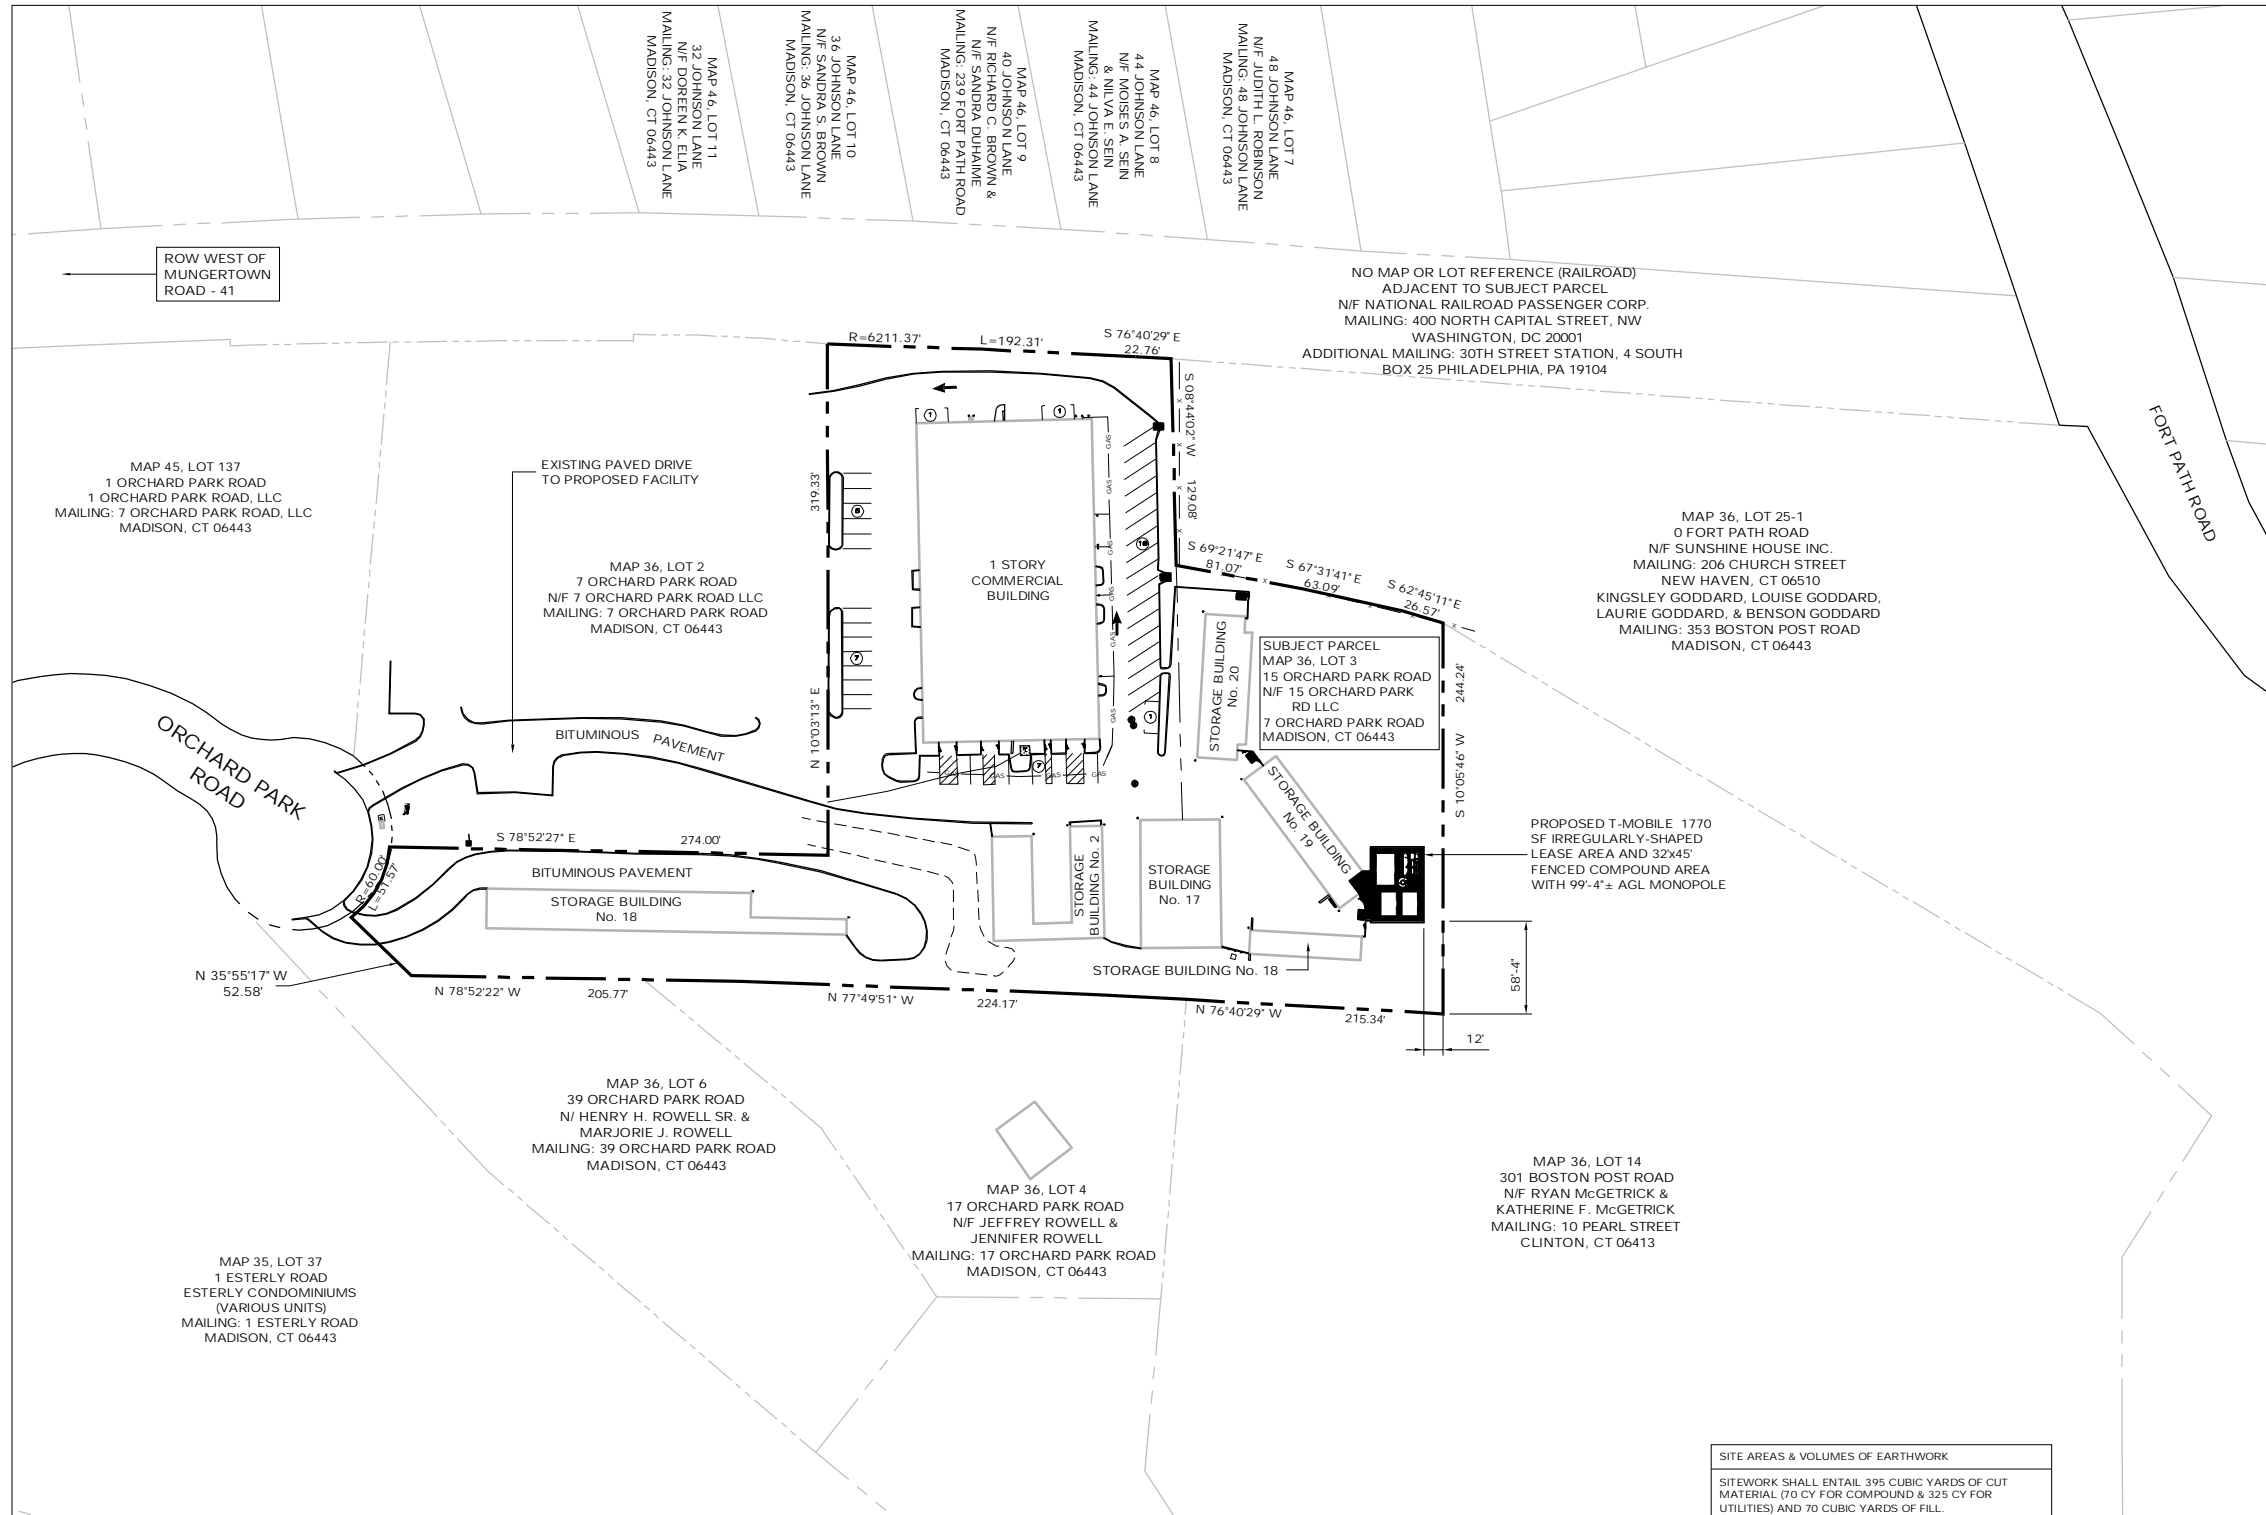 MAP 46, LOT 11
32 JOHNSON LANE
N/F DOREEN K. ELIA
MAILING: 32 JOHNSON LANE
MADISON, CT 06443
MAP 46, LOT 10
36 JOHNSON LANE
N/F SANDRA S. BROWN
MAILING: 36 JOHNSON LANE
MADISON, CT 06443
MAP 46, LOT 9
40 JOHNSON LANE
N/F RICHARD C. BROWN &
N/F SANDRA DUHAIME
MAILING: 239 FORT PATH ROAD
MADISON, CT 06443
MAP 46, LOT 8
44 JOHNSON LANE
N/F MOISES A. SEIN
& NILVA E. SEIN
MAILING: 44 JOHNSON LANE
MADISON, CT 06443
MAP 46, LOT 7
48 JOHNSON LANE
N/F JUDITH L. ROBINSON
MAILING: 48 JOHNSON LANE
MADISON, CT 06443
ROW WEST OF
MUNGERTOWN
ROAD - 41
NO MAP OR LOT REFERENCE (RAILROAD)
ADJACENT TO SUBJECT PARCEL
N/F NATIONAL RAILROAD PASSENGER CORP.
MAILING: 400 NORTH CAPITAL STREET, NW
WASHINGTON, DC 20001
ADDITIONAL MAILING: 30TH STREET STATION, 4 SOUTH
BOX 25 PHILADELPHIA, PA 19104
FORT PATH ROAD
R=6211.37'
L=192.31'
S 76°40'29" E
22.76'
S 08°44'02" W
129.08'
S 69°21'47" E
81.07'
S 67°31'41" E
63.09'
S 62°45'11" E
26.57'
MAP 45, LOT 137
1 ORCHARD PARK ROAD
1 ORCHARD PARK ROAD, LLC
MAILING: 7 ORCHARD PARK ROAD, LLC
MADISON, CT 06443
EXISTING PAVED DRIVE
TO PROPOSED FACILITY
MAP 36, LOT 2
7 ORCHARD PARK ROAD
N/F 7 ORCHARD PARK ROAD LLC
MAILING: 7 ORCHARD PARK ROAD
MADISON, CT 06443
319.33'
N 10°03'13" E
1
1
7
7
1
GAS
GAS
GAS
GAS
GAS
GAS
GAS
GAS
GAS
1 STORY
COMMERCIAL
BUILDING
STORAGE BUILDING
No. 20
SUBJECT PARCEL
MAP 36, LOT 3
15 ORCHARD PARK ROAD
N/F 15 ORCHARD PARK
RD LLC
7 ORCHARD PARK ROAD
MADISON, CT 06443
244.24'
S 10°05'46" W
MAP 36, LOT 25-1
0 FORT PATH ROAD
N/F SUNSHINE HOUSE INC.
MAILING: 206 CHURCH STREET
NEW HAVEN, CT 06510
KINGSLEY GODDARD, LOUISE GODDARD,
LAURIE GODDARD, & BENSON GODDARD
MAILING: 353 BOSTON POST ROAD
MADISON, CT 06443
ORCHARD PARK
ROAD
BITUMINOUS PAVEMENT
S 78°52'27" E
274.00'
R=60.00'
L=51.57'
BITUMINOUS PAVEMENT
STORAGE BUILDING
No. 18
STORAGE
BUILDING No. 2
STORAGE
BUILDING
No. 17
STORAGE BUILDING
No. 19
STORAGE BUILDING No. 18
PROPOSED T-MOBILE 1770
SF IRREGULARLY-SHAPED
LEASE AREA AND 32'x45'
FENCED COMPOUND AREA
WITH 99'-4"± AGL MONOPOLE
58'-4"
12'
N 35°55'17" W
52.58'
N 78°52'22" W
205.77'
N 77°49'51" W
224.17'
N 76°40'29" W
215.34'
MAP 36, LOT 6
39 ORCHARD PARK ROAD
N/ HENRY H. ROWELL SR. &
MARJORIE J. ROWELL
MAILING: 39 ORCHARD PARK ROAD
MADISON, CT 06443
MAP 36, LOT 4
17 ORCHARD PARK ROAD
N/F JEFFREY ROWELL &
JENNIFER ROWELL
MAILING: 17 ORCHARD PARK ROAD
MADISON, CT 06443
MAP 36, LOT 14
301 BOSTON POST ROAD
N/F RYAN McGETRICK &
KATHERINE F. McGETRICK
MAILING: 10 PEARL STREET
CLINTON, CT 06413
MAP 35, LOT 37
1 ESTERLY ROAD
ESTERLY CONDOMINIUMS
(VARIOUS UNITS)
MAILING: 1 ESTERLY ROAD
MADISON, CT 06443
SITE AREAS & VOLUMES OF EARTHWORK
SITEWORK SHALL ENTAIL 395 CUBIC YARDS OF CUT
MATERIAL (70 CY FOR COMPOUND & 325 CY FOR
UTILITIES) AND 70 CUBIC YARDS OF FILL.